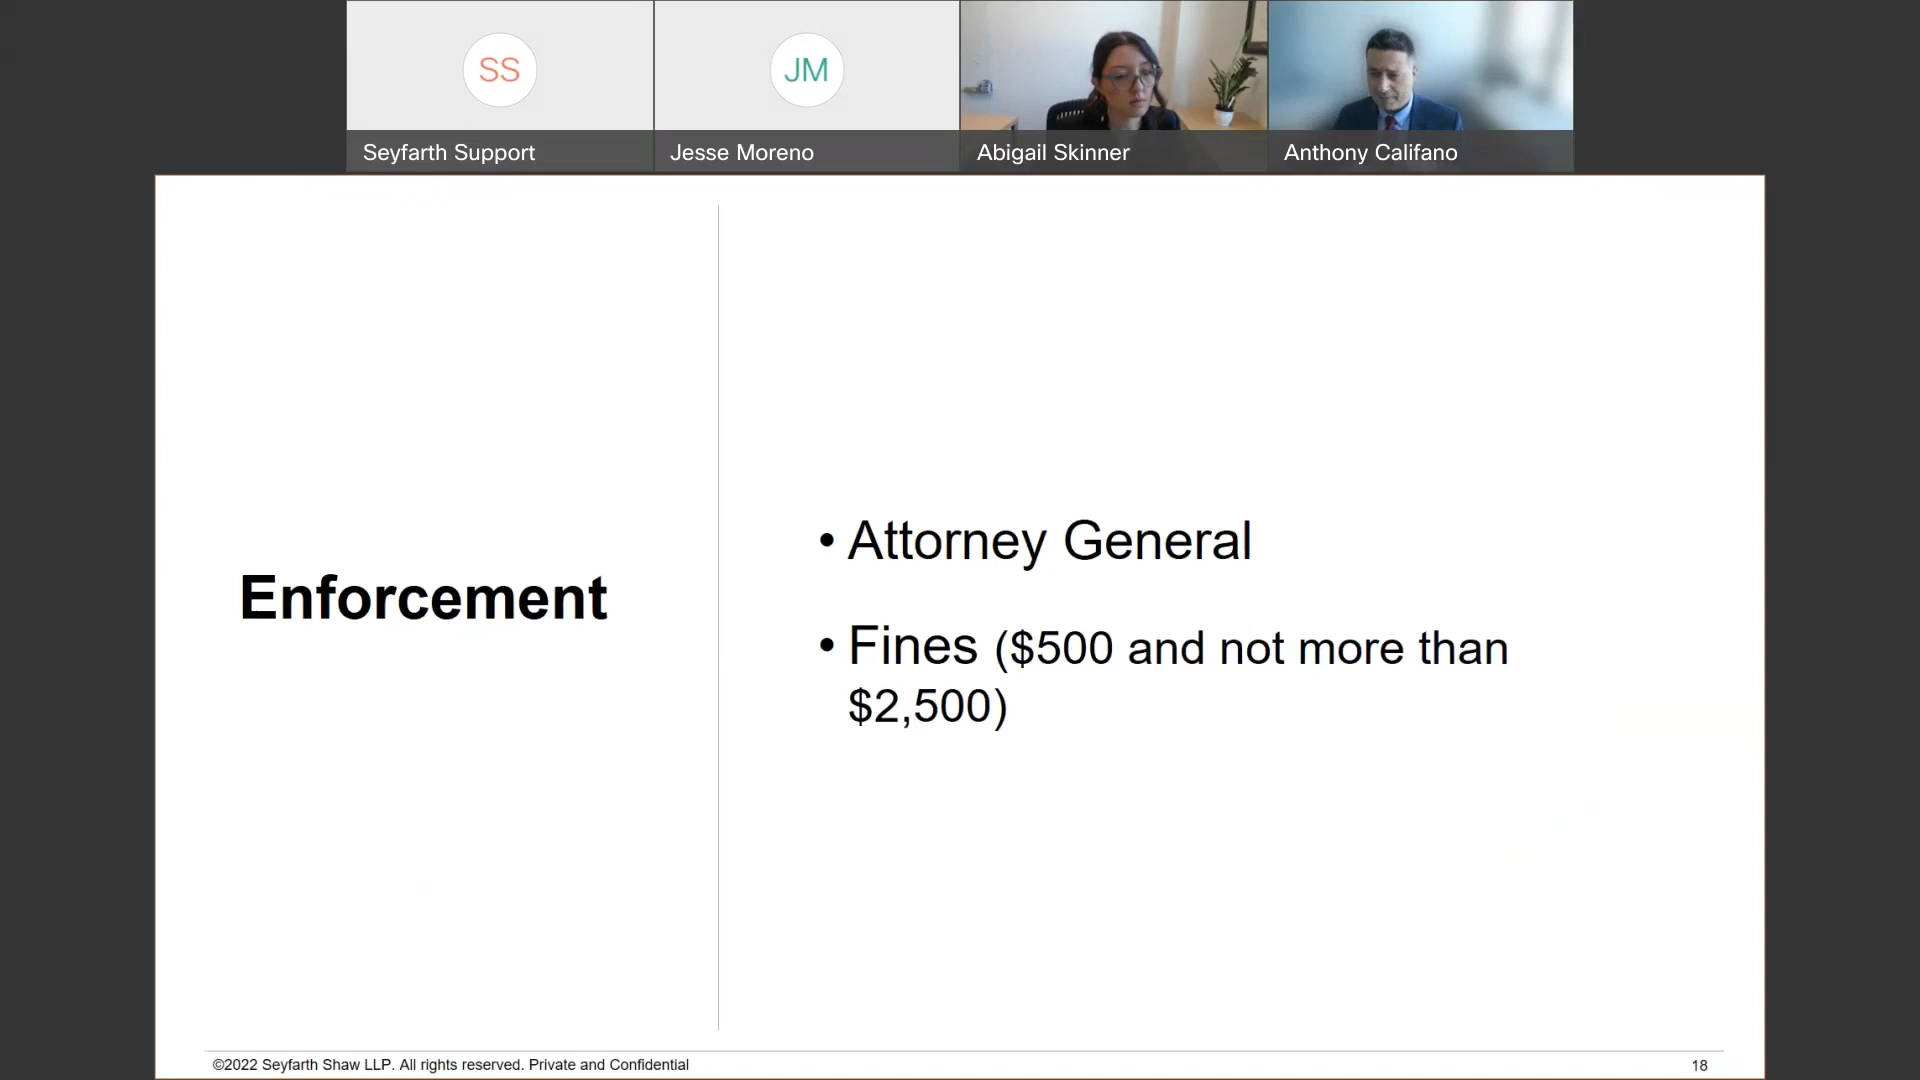 SS
JM
Seyfarth Support
Jesse Moreno
Abigail Skinner
Anthony Califano
Enforcement
• Attorney General
• Fines ($500 and not more than
$2,500)
©2022 Seyfarth Shaw LLP. All rights reserved. Private and Confidential
18